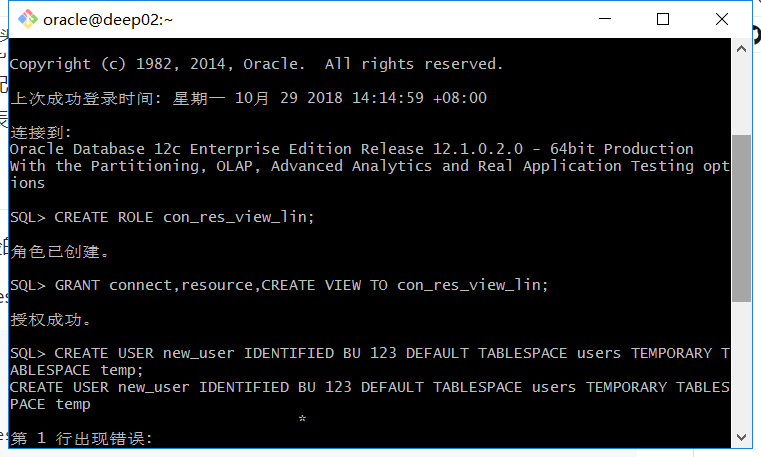 oracle@deep02:~
Copyright (c) 1982, 2014, Oracle.  All rights reserved.
上次成功登录时间: 星期一 10月 29 2018 14:14:59 +08:00
连接到:
Oracle Database 12c Enterprise Edition Release 12.1.0.2.0 - 64bit Production
With the Partitioning, OLAP, Advanced Analytics and Real Application Testing opt
ions
SQL> CREATE ROLE con_res_view_lin;
角色已创建。
SQL> GRANT connect,resource,CREATE VIEW TO con_res_view_lin;
授权成功。
SQL> CREATE USER new_user IDENTIFIED BU 123 DEFAULT TABLESPACE users TEMPORARY T
ABLESPACE temp;
CREATE USER new_user IDENTIFIED BU 123 DEFAULT TABLESPACE users TEMPORARY TABLES
PACE temp
*
第 1 行出现错误: